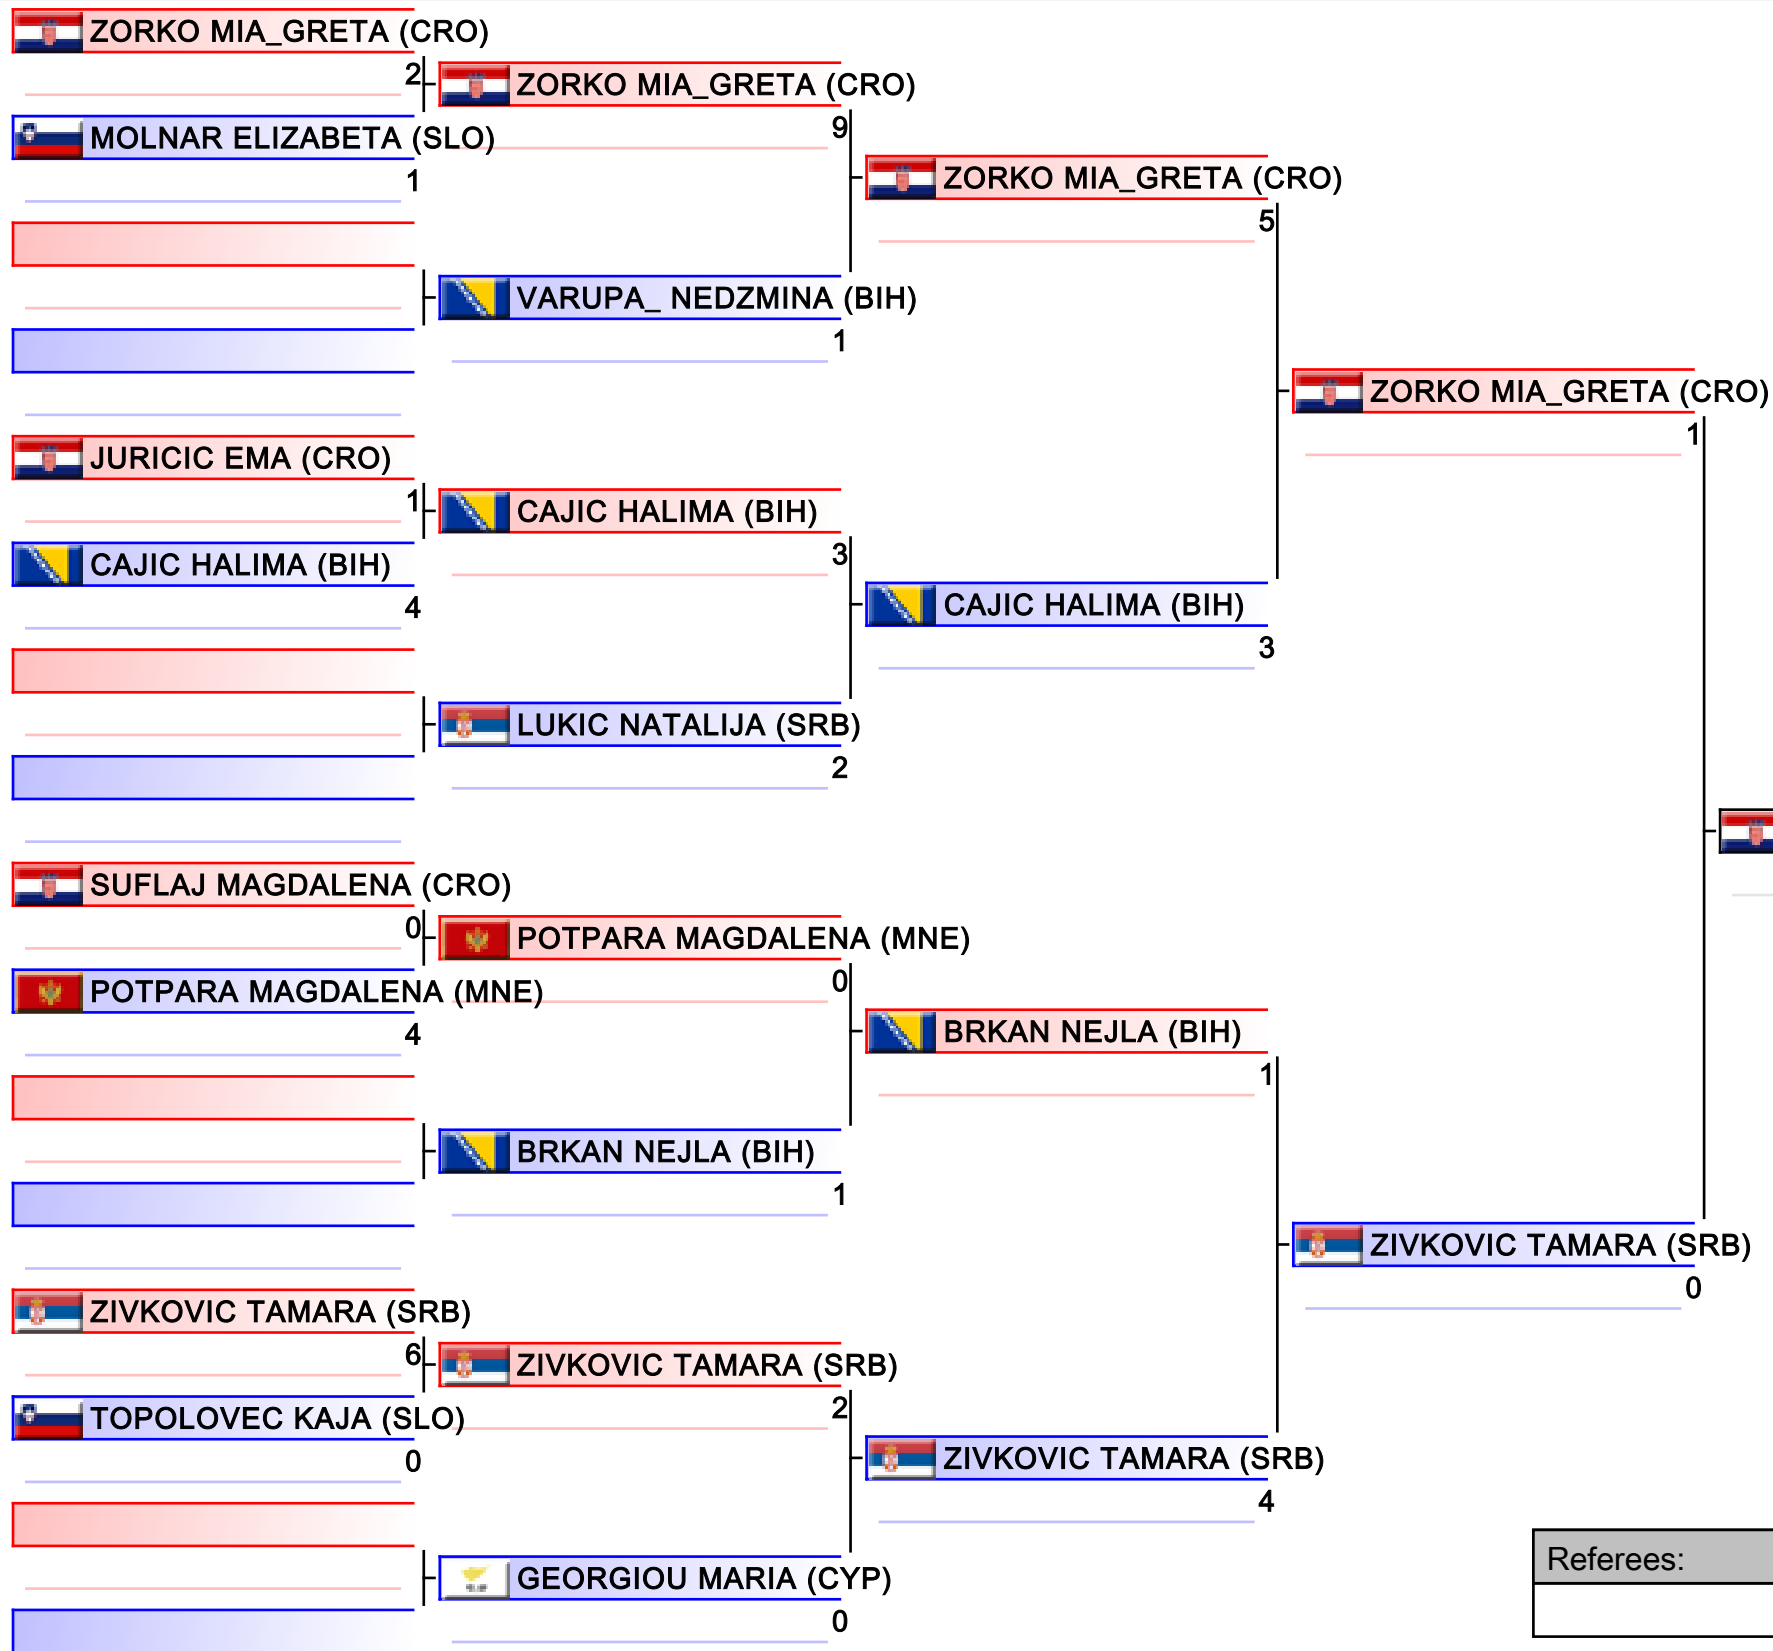 ZORKO MIA_GRETA (CRO)
2
ZORKO MIA_GRETA (CRO)
9
MOLNAR ELIZABETA (SLO)
1
ZORKO MIA_GRETA (CRO)
5
VARUPA_ NEDZMINA (BIH)
1
ZORKO MIA_GRETA (CRO)
1
JURICIC EMA (CRO)
1
CAJIC HALIMA (BIH)
3
CAJIC HALIMA (BIH)
4
CAJIC HALIMA (BIH)
3
LUKIC NATALIJA (SRB)
2
SUFLAJ MAGDALENA (CRO)
0
POTPARA MAGDALENA (MNE)
0
POTPARA MAGDALENA (MNE)
4
BRKAN NEJLA (BIH)
1
BRKAN NEJLA (BIH)
1
ZIVKOVIC TAMARA (SRB)
0
ZIVKOVIC TAMARA (SRB)
6
ZIVKOVIC TAMARA (SRB)
2
TOPOLOVEC KAJA (SLO)
0
ZIVKOVIC TAMARA (SRB)
4
GEORGIOU MARIA (CYP)
0
Referees: